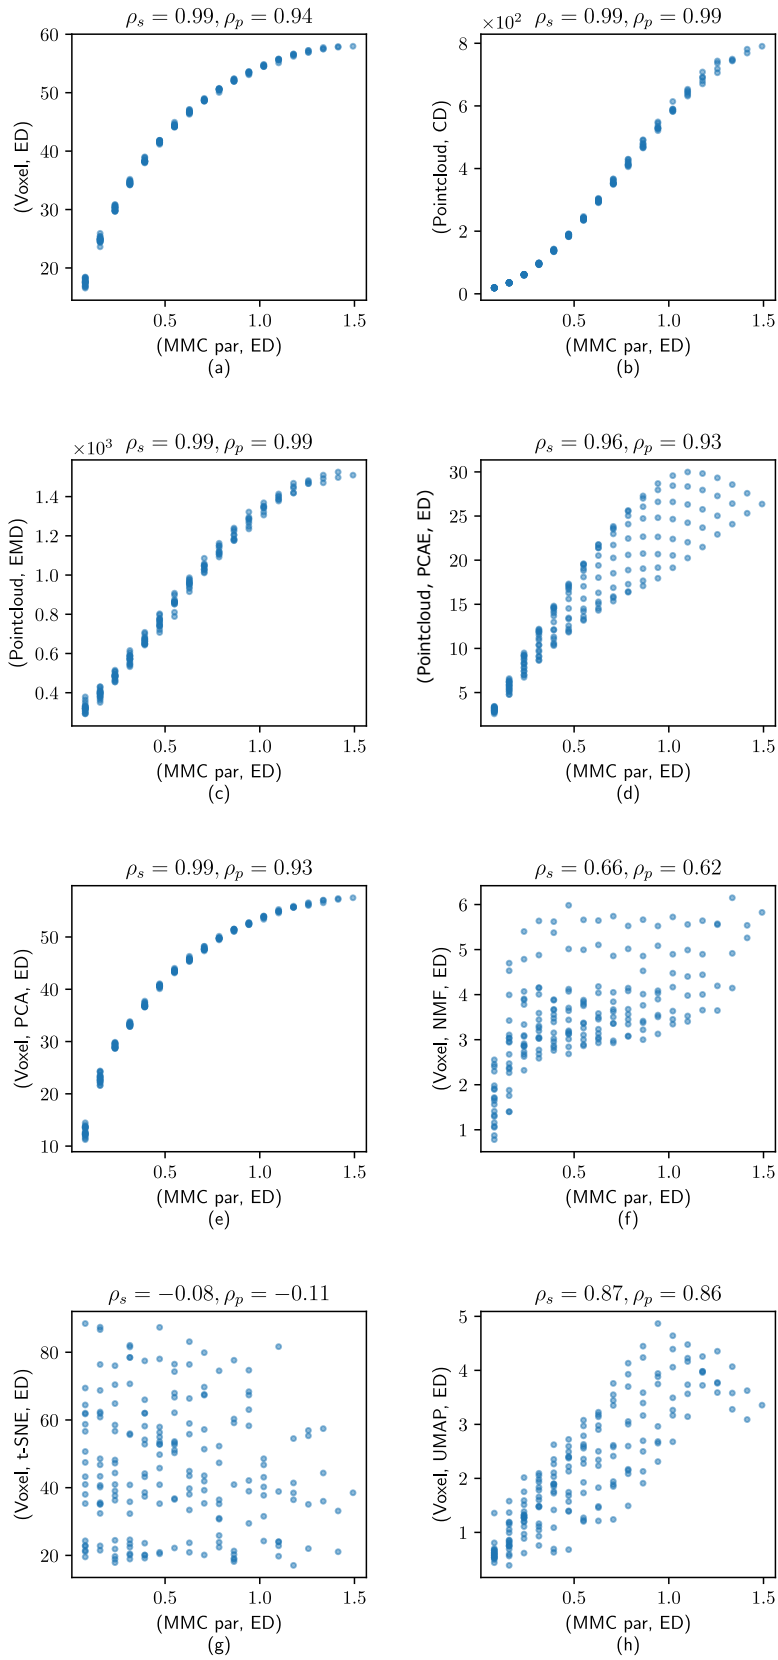 ρs = 0.99, ρp = 0.94
60
50
40
30
20
(Voxel, ED)
0.5 1.0 1.5
(MMC par, ED)
(a)
×10² ρs = 0.99, ρp = 0.99
8
6
4
2
0
(Pointcloud, CD)
0.5 1.0 1.5
(MMC par, ED)
(b)
×10³ ρs = 0.99, ρp = 0.99
1.4
1.2
1.0
0.8
0.6
0.4
(Pointcloud, EMD)
0.5 1.0 1.5
(MMC par, ED)
(c)
ρs = 0.96, ρp = 0.93
30
25
20
15
10
5
(Pointcloud, PCAE, ED)
0.5 1.0 1.5
(MMC par, ED)
(d)
ρs = 0.99, ρp = 0.93
50
40
30
20
10
(Voxel, PCA, ED)
0.5 1.0 1.5
(MMC par, ED)
(e)
ρs = 0.66, ρp = 0.62
6
5
4
3
2
1
(Voxel, NMF, ED)
0.5 1.0 1.5
(MMC par, ED)
(f)
ρs = −0.08, ρp = −0.11
80
60
40
20
(Voxel, t-SNE, ED)
0.5 1.0 1.5
(MMC par, ED)
(g)
ρs = 0.87, ρp = 0.86
5
4
3
2
1
(Voxel, UMAP, ED)
0.5 1.0 1.5
(MMC par, ED)
(h)